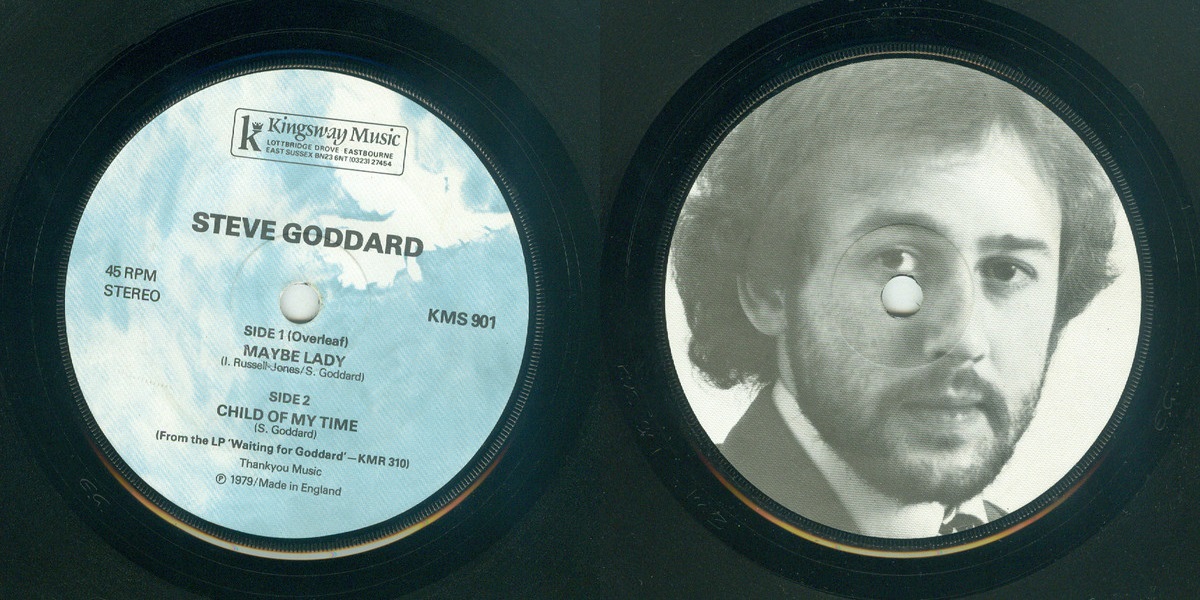 k Kingsway Music
LOTTBRIDGE DROVE EASTBOURNE
EAST SUSSEX BN23 6NT (0323) 27454
STEVE GODDARD
45 RPM
STEREO
KMS 901
SIDE 1 (Overleaf)
MAYBE LADY
(I. Russell-Jones/S. Goddard)
SIDE 2
CHILD OF MY TIME
(S. Goddard)
(From the LP 'Waiting for Goddard'—KMR 310)
Thankyou Music
℗ 1979/Made in England